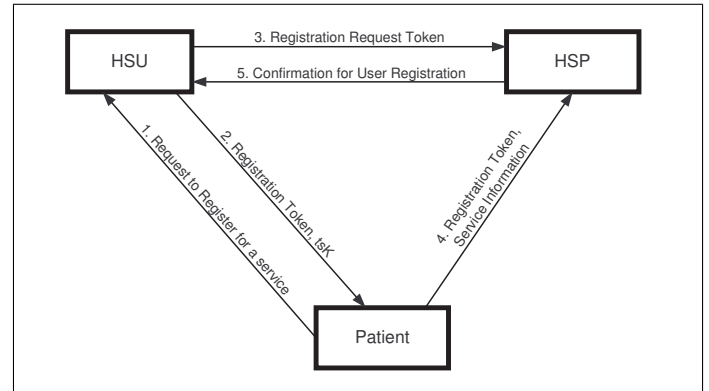 3. Registration Request Token
HSU
HSP
5. Confirmation for User Registration
1. Request to Register for a service
2. Registration Token, tsK
4. Registration Token,
Service Information
Patient